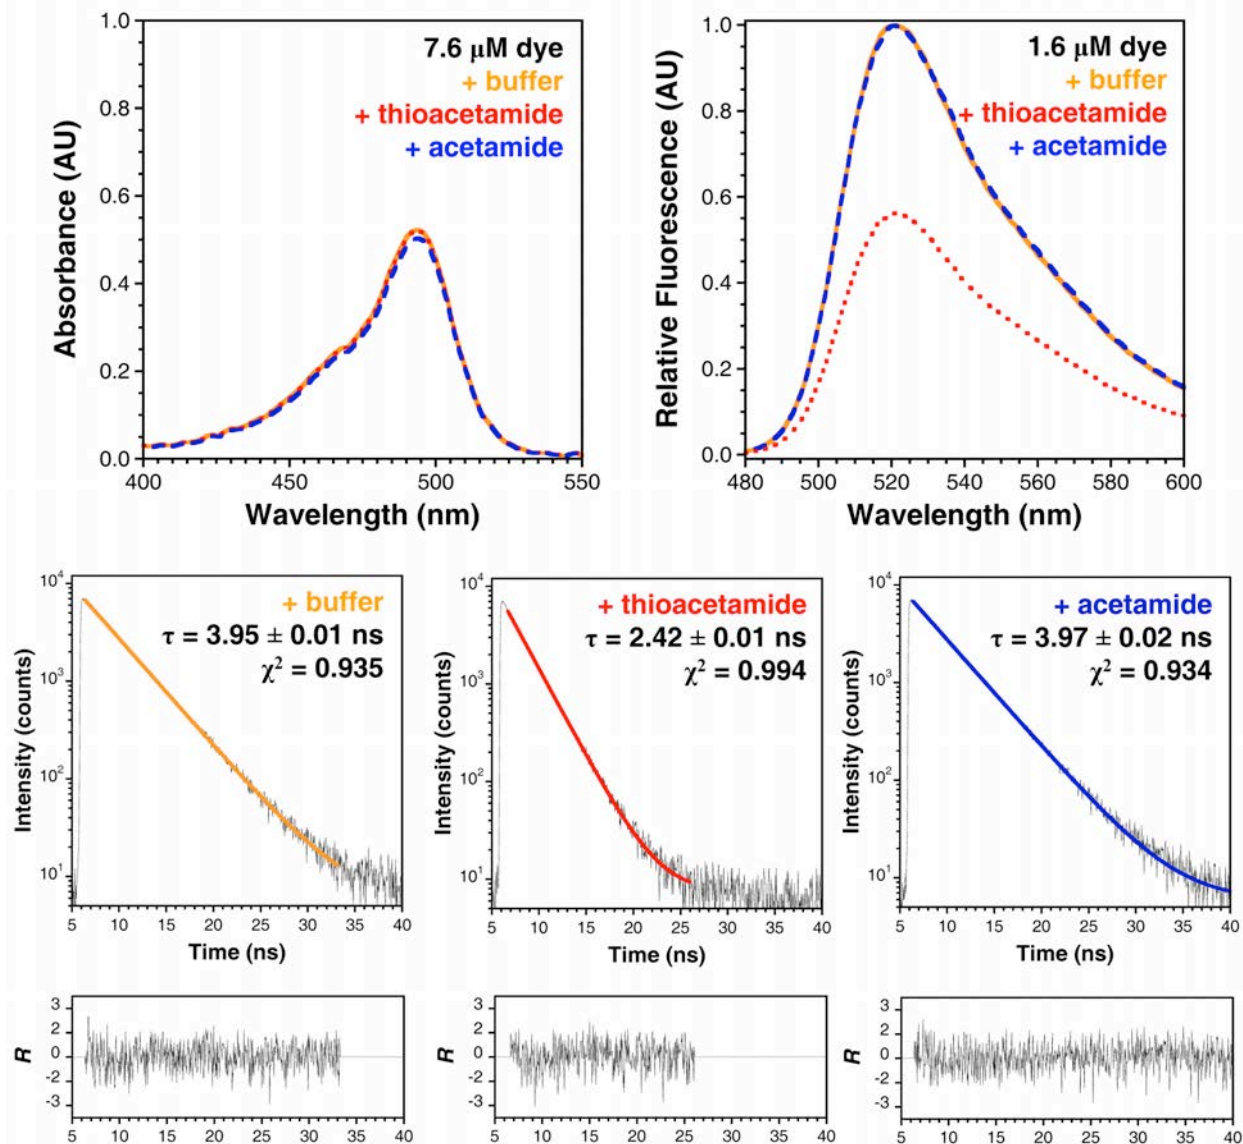 1.0
0.8
0.6
0.4
0.2
0.0
Absorbance (AU)
7.6 μM dye
+ buffer
+ thioacetamide
+ acetamide
400 450 500 550
Wavelength (nm)
1.0
0.8
0.6
0.4
0.2
0.0
Relative Fluorescence (AU)
1.6 μM dye
+ buffer
+ thioacetamide
+ acetamide
480 500 520 540 560 580 600
Wavelength (nm)
10⁴
10³
10²
10¹
Intensity (counts)
+ buffer
τ = 3.95 ± 0.01 ns
χ² = 0.935
5 10 15 20 25 30 35 40
Time (ns)
10⁴
10³
10²
10¹
Intensity (counts)
+ thioacetamide
τ = 2.42 ± 0.01 ns
χ² = 0.994
5 10 15 20 25 30 35 40
Time (ns)
10⁴
10³
10²
10¹
Intensity (counts)
+ acetamide
τ = 3.97 ± 0.02 ns
χ² = 0.934
5 10 15 20 25 30 35 40
Time (ns)
3
2
0
-2
-3
R
5 10 15 20 25 30 35 40
3
2
0
-2
-3
R
5 10 15 20 25 30 35 40
3
2
0
-2
-3
R
5 10 15 20 25 30 35 40